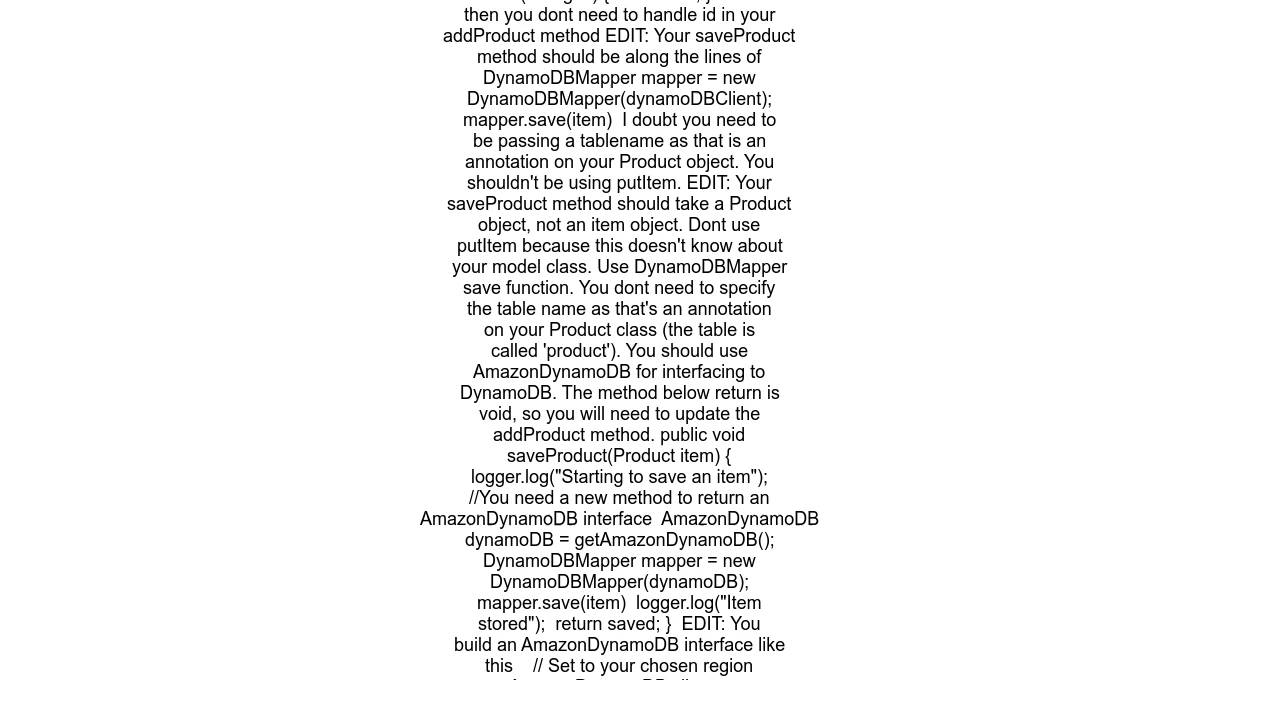 then you dont need to handle id in your
addProduct method EDIT: Your saveProduct
method should be along the lines of
DynamoDBMapper mapper = new
DynamoDBMapper(dynamoDBClient);
mapper.save(item)  I doubt you need to
be passing a tablename as that is an
annotation on your Product object. You
shouldn't be using putItem. EDIT: Your
saveProduct method should take a Product
object, not an item object. Dont use
putItem because this doesn't know about
your model class. Use DynamoDBMapper
save function. You dont need to specify
the table name as that's an annotation
on your Product class (the table is
called 'product'). You should use
AmazonDynamoDB for interfacing to
DynamoDB. The method below return is
void, so you will need to update the
addProduct method. public void
saveProduct(Product item) {
logger.log("Starting to save an item");
//You need a new method to return an
AmazonDynamoDB interface  AmazonDynamoDB
dynamoDB = getAmazonDynamoDB();
DynamoDBMapper mapper = new
DynamoDBMapper(dynamoDB);
mapper.save(item)  logger.log("Item
stored");  return saved; }  EDIT: You
build an AmazonDynamoDB interface like
this    // Set to your chosen region